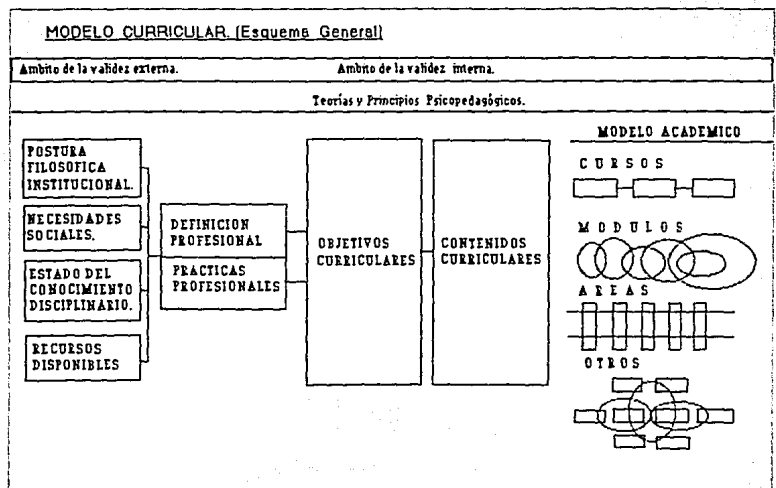 MODELO CURRICULAR. (Esquema General)
Ambito de la validez externa. Ambito de la validez interna.
Teorías y Principios Psicopedagógicos.
POSTURA
FILOSOFICA
INSTITUCIONAL.
NECESIDADES
SOCIALES.
ESTADO DEL
CONOCIMIENTO
DISCIPLINARIO.
RECURSOS
DISPONIBLES
DEFINICION
PROFESIONAL
PRACTICAS
PROFESIONALES
OBJETIVOS
CURRICULARES
CONTENIDOS
CURRICULARES
MODELO ACADEMICO
CURSOS
MODULOS
AREAS
OTROS